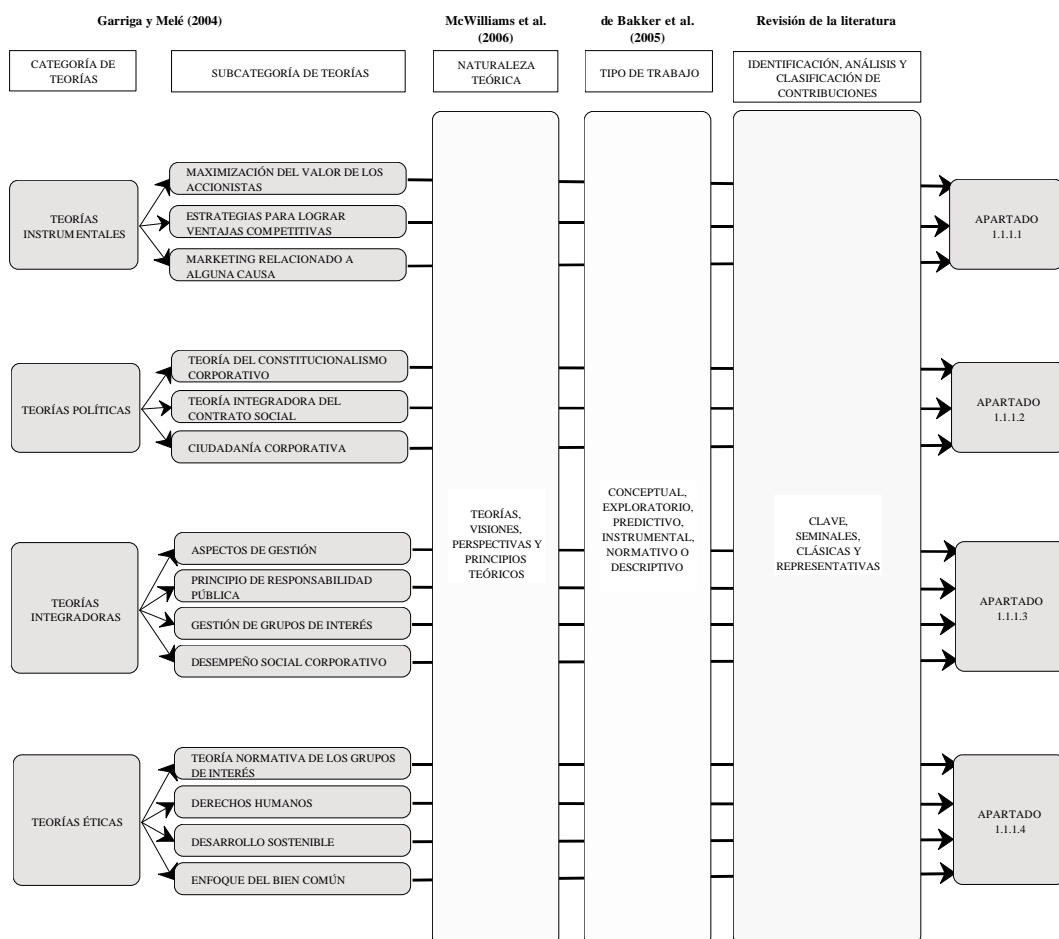 Garriga y Melé (2004)
McWilliams et al.
(2006)
de Bakker et al.
(2005)
Revisión de la literatura
CATEGORÍA DE
TEORÍAS
SUBCATEGORÍA DE TEORÍAS
NATURALEZA
TEÓRICA
TIPO DE TRABAJO
IDENTIFICACIÓN, ANÁLISIS Y
CLASIFICACIÓN DE
CONTRIBUCIONES
TEORÍAS
INSTRUMENTALES
MAXIMIZACIÓN DEL VALOR DE LOS
ACCIONISTAS
ESTRATEGIAS PARA LOGRAR
VENTAJAS COMPETITIVAS
MARKETING RELACIONADO A
ALGUNA CAUSA
APARTADO
1.1.1.1
TEORÍAS POLÍTICAS
TEORÍA DEL CONSTITUCIONALISMO
CORPORATIVO
TEORÍA INTEGRADORA DEL
CONTRATO SOCIAL
CIUDADANÍA CORPORATIVA
APARTADO
1.1.1.2
TEORÍAS,
VISIONES,
PERSPECTIVAS Y
PRINCIPIOS
TEÓRICOS
CONCEPTUAL,
EXPLORATORIO,
PREDICTIVO,
INSTRUMENTAL,
NORMATIVO O
DESCRIPTIVO
CLAVE,
SEMINALES,
CLÁSICAS Y
REPRESENTATIVAS
TEORÍAS
INTEGRADORAS
ASPECTOS DE GESTIÓN
PRINCIPIO DE RESPONSABILIDAD
PÚBLICA
GESTIÓN DE GRUPOS DE INTERÉS
DESEMPEÑO SOCIAL CORPORATIVO
APARTADO
1.1.1.3
TEORÍAS ÉTICAS
TEORÍA NORMATIVA DE LOS GRUPOS
DE INTERÉS
DERECHOS HUMANOS
DESARROLLO SOSTENIBLE
ENFOQUE DEL BIEN COMÚN
APARTADO
1.1.1.4